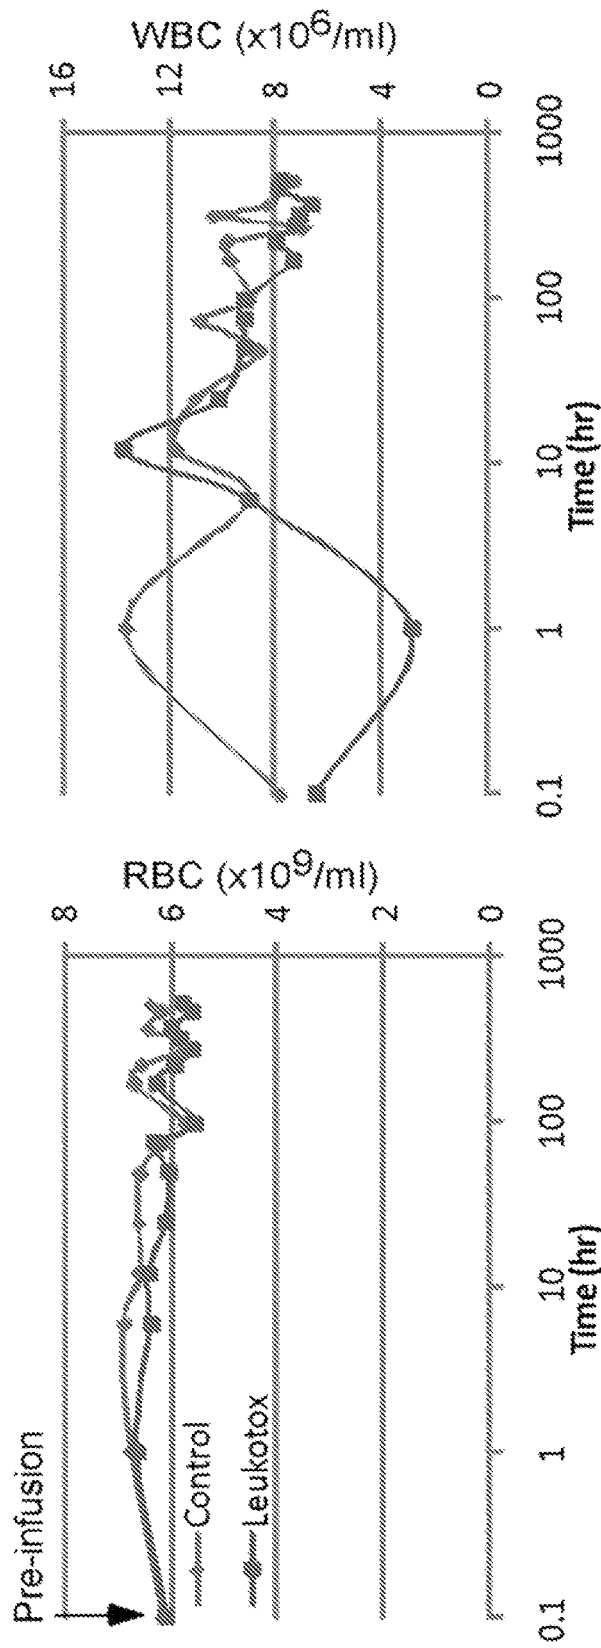 Pre-infusion
8
6
4
2
0
RBC (x10⁹/ml)
Control
Leukotox
0.1
1
10
100
1000
Time (hr)
16
12
8
4
0
WBC (x10⁶/ml)
0.1
1
10
100
1000
Time (hr)